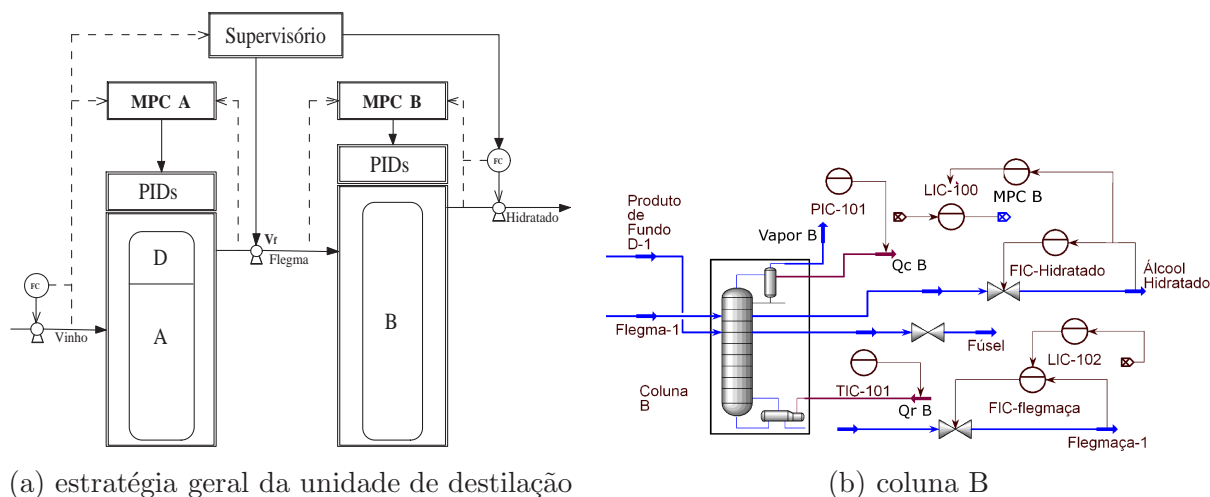 Supervisório
MPC A
MPC B
PIDs
PIDs
FC
FC
D
A
B
Vf
Vinho
Flegma
Hidratado
(a) estratégia geral da unidade de destilação
Produto
de
Fundo
D-1
PIC-101
LIC-100
MPC B
Vapor B
Qc B
FIC-Hidratado
Álcool
Hidratado
Flegma-1
Fúsel
LIC-102
Coluna
B
TIC-101
Qr B
FIC-flegmaça
Flegmaça-1
(b) coluna B